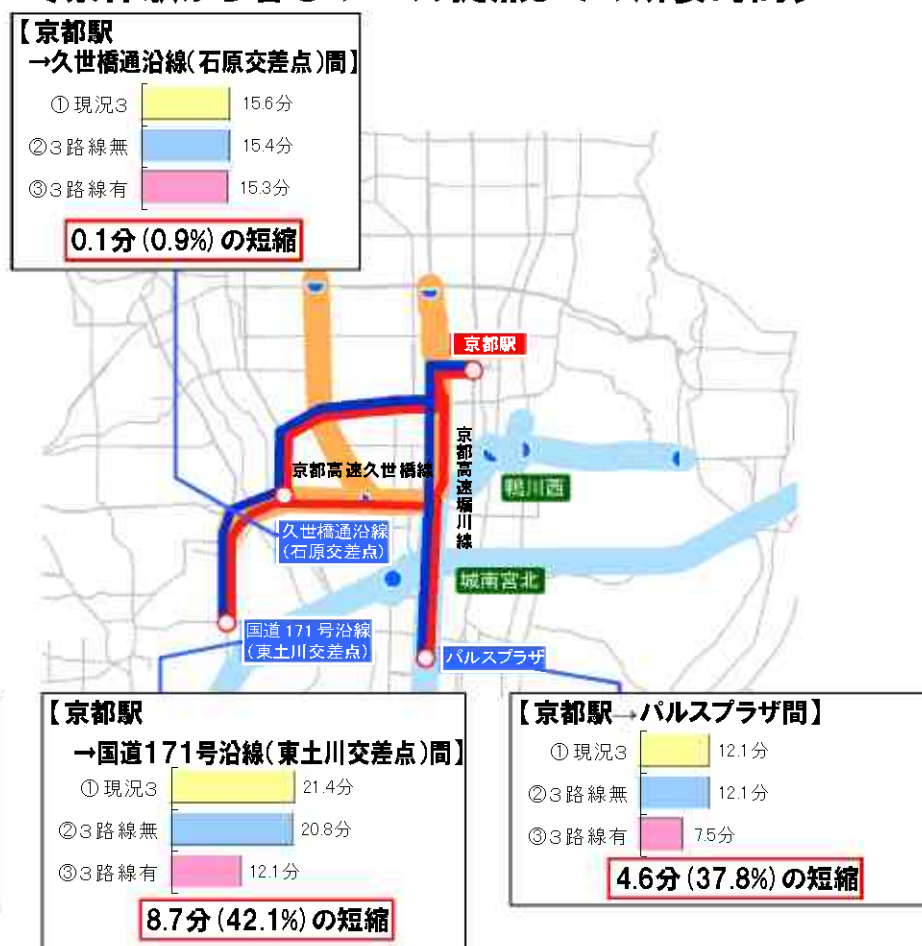 【京都駅
→久世橋通沿線(石原交差点)間】
①現況3 15.6分
②3路線無 15.4分
③3路線有 15.3分
0.1分(0.9%)の短縮
京都駅
京都高速久世橋線
京都高速堀川線
鴨川西
久世橋通沿線
(石原交差点)
城南宮北
国道171号沿線
(東土川交差点)
パルスプラザ
【京都駅
→国道171号沿線(東土川交差点)間】
①現況3 21.4分
②3路線無 20.8分
③3路線有 12.1分
8.7分(42.1%)の短縮
【京都駅→パルスプラザ間】
①現況3 12.1分
②3路線無 12.1分
③3路線有 7.5分
4.6分(37.8%)の短縮